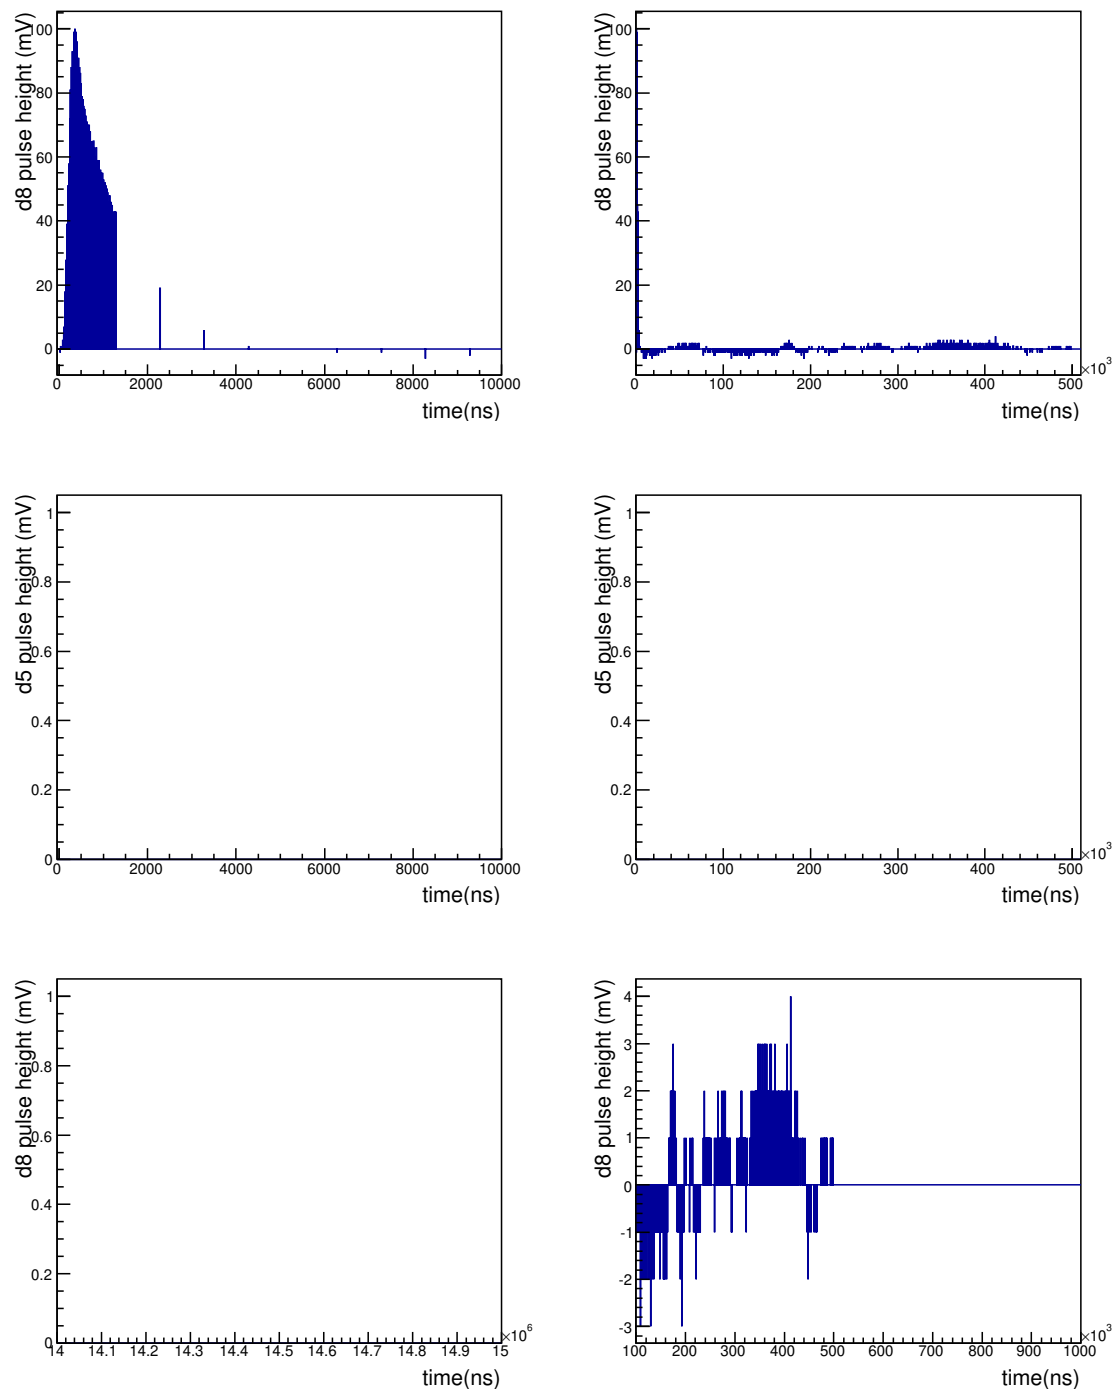 d8 pulse height (mV)
100
80
60
40
20
0
0 2000 4000 6000 8000 10000
time(ns)
d8 pulse height (mV)
100
80
60
40
20
0
0 100 200 300 400 500 ×10³
time(ns)
d5 pulse height (mV)
1
0.8
0.6
0.4
0.2
0
0 2000 4000 6000 8000 10000
time(ns)
d5 pulse height (mV)
1
0.8
0.6
0.4
0.2
0
0 100 200 300 400 500 ×10³
time(ns)
d8 pulse height (mV)
1
0.8
0.6
0.4
0.2
0
14 14.1 14.2 14.3 14.4 14.5 14.6 14.7 14.8 14.9 15 ×10⁶
time(ns)
d8 pulse height (mV)
4
3
2
1
0
-1
-2
-3
100 200 300 400 500 600 700 800 900 1000 ×10³
time(ns)